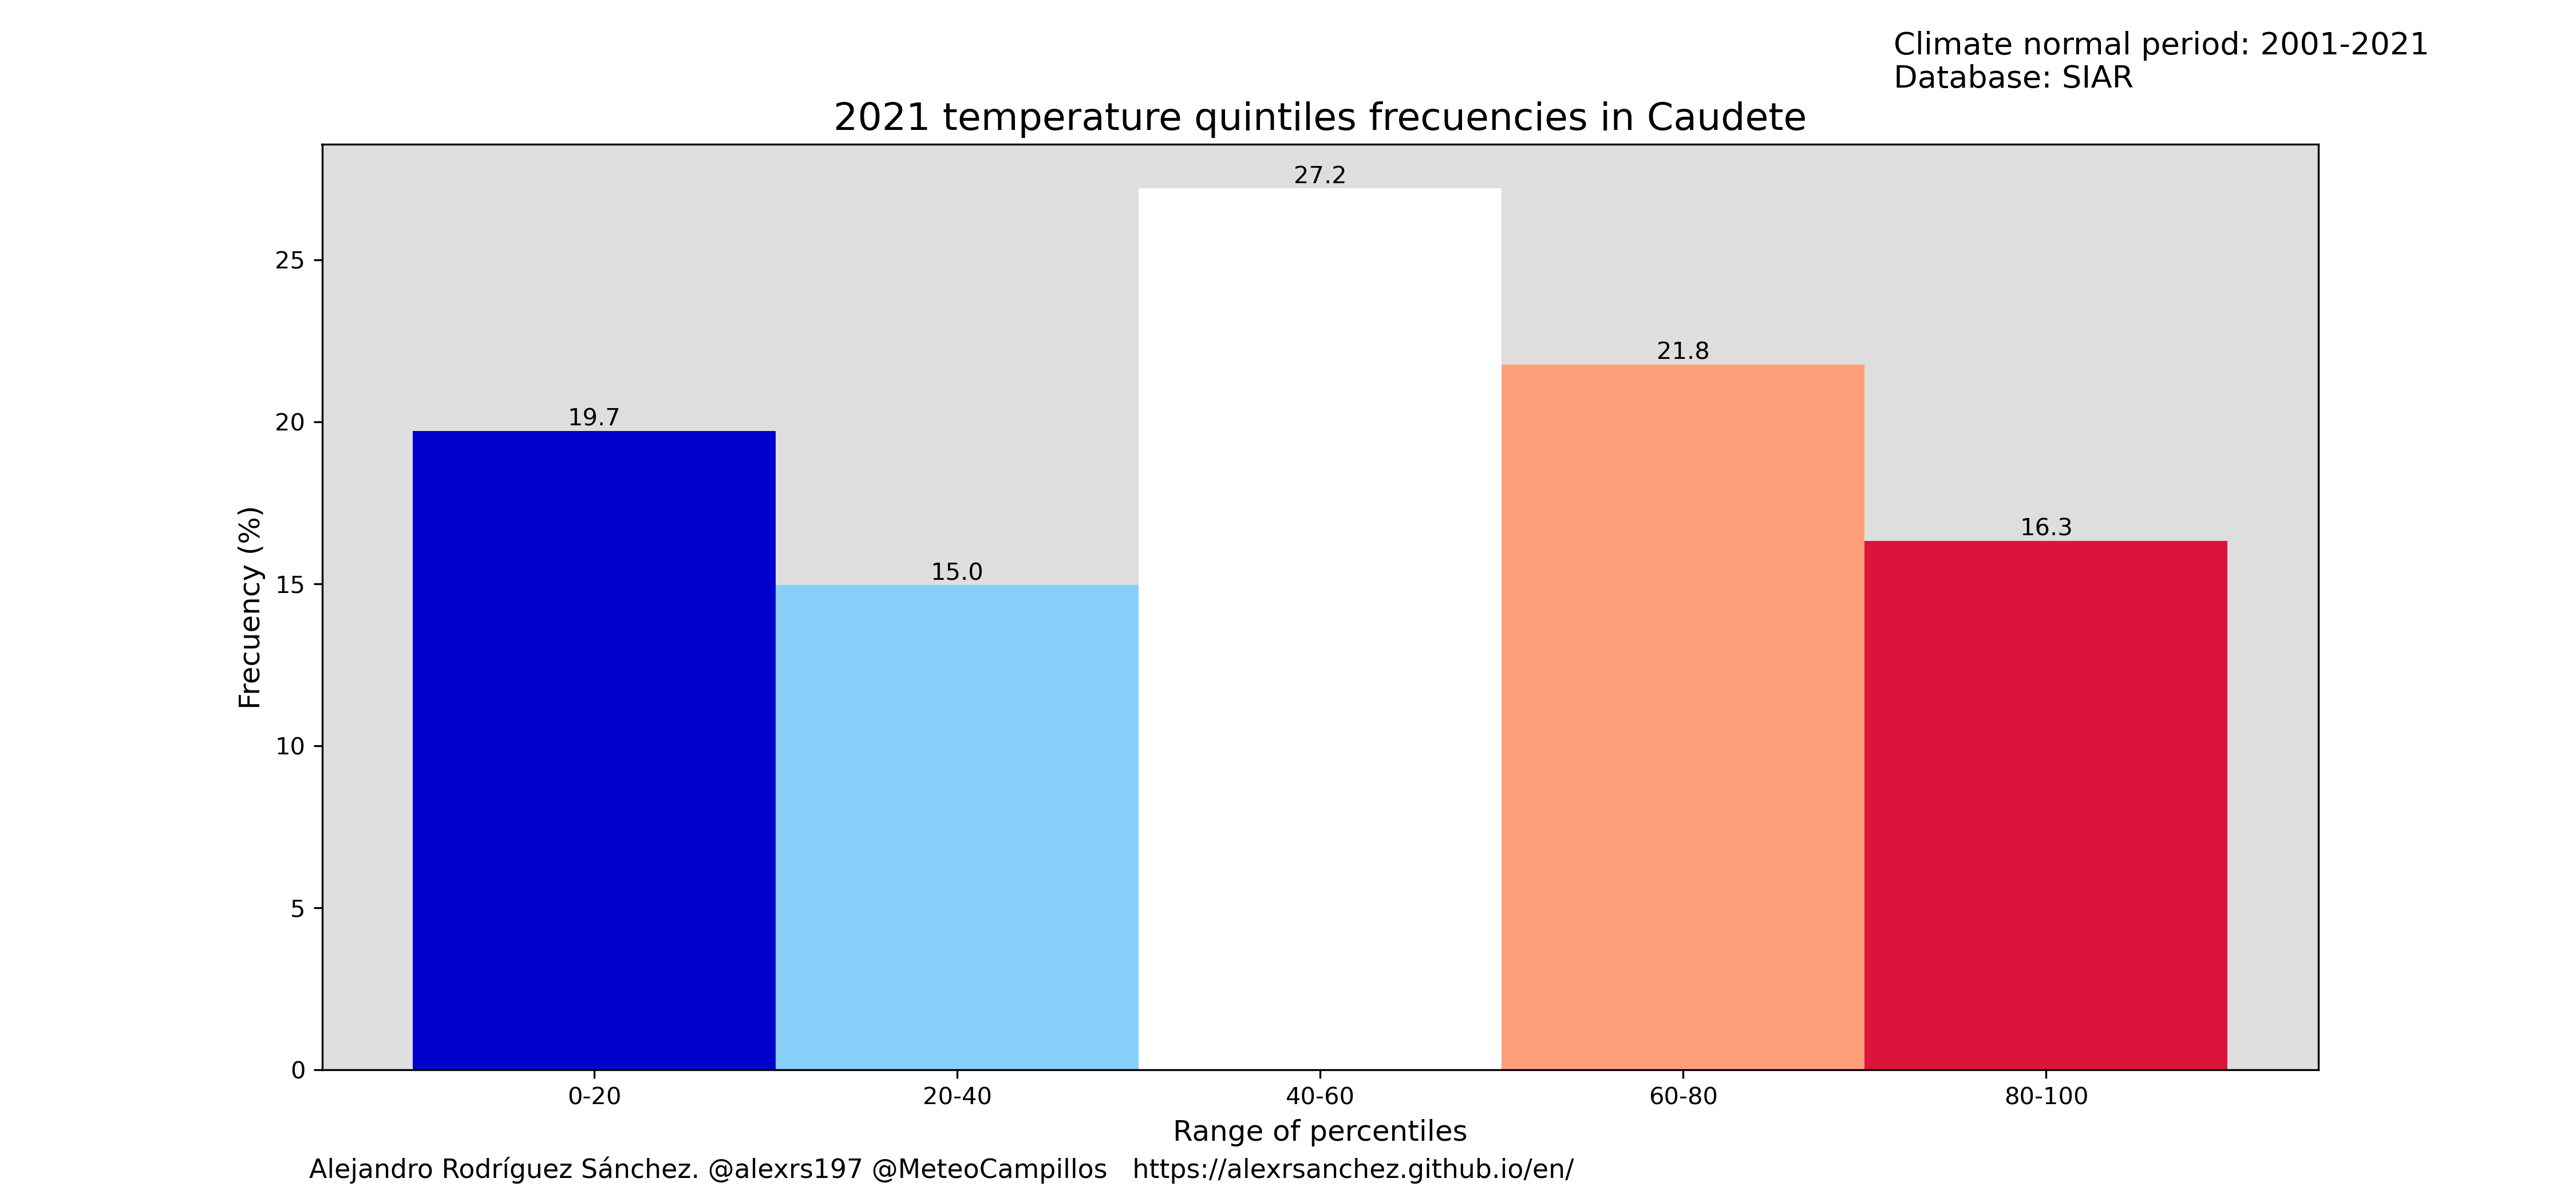 Climate normal period: 2001-2021
Database: SIAR
2021 temperature quintiles frecuencies in Caudete
27.2
25
21.8
20
19.7
16.3
15
15.0
Frecuency (%)
10
5
0
0-20 20-40 40-60 60-80 80-100
Range of percentiles
Alejandro Rodríguez Sánchez. @alexrs197 @MeteoCampillos https://alexrsanchez.github.io/en/